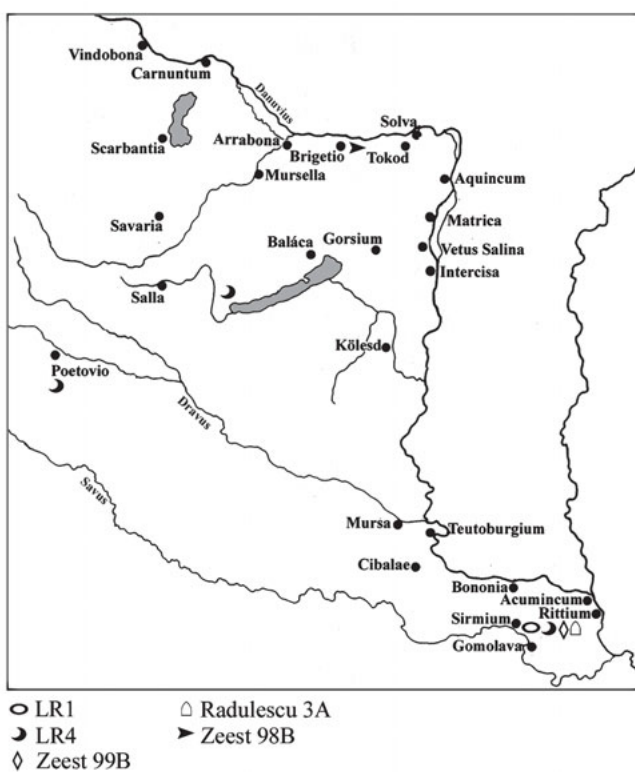 Vindobona
Carnuntum
Danuvius
Solva
Scarbantia
Arrabona
Brigetio
Tokod
Mursella
Aquincum
Savaria
Matrica
Baláca
Gorsium
Vetus Salina
Intercisa
Salla
Kölesd
Poetovio
Dravus
Savus
Mursa
Teutoburgium
Cibalae
Bononia
Acumincum
Rittium
Sirmium
Gomolava
LR1
Radulescu 3A
LR4
Zeest 98B
Zeest 99B